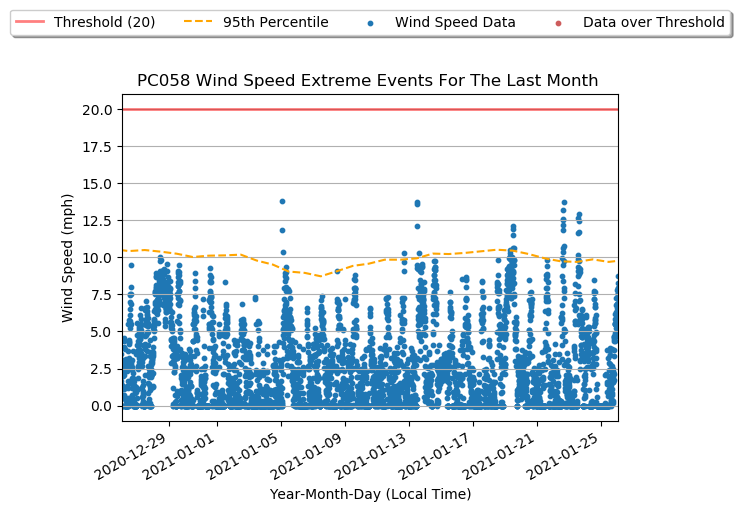 Threshold (20) 95th Percentile Wind Speed Data Data over Threshold
PC058 Wind Speed Extreme Events For The Last Month
20.0
17.5
15.0
12.5
10.0
7.5
5.0
2.5
0.0
Wind Speed (mph)
2020-12-29 2021-01-01 2021-01-05 2021-01-09 2021-01-13 2021-01-17 2021-01-21 2021-01-25
Year-Month-Day (Local Time)